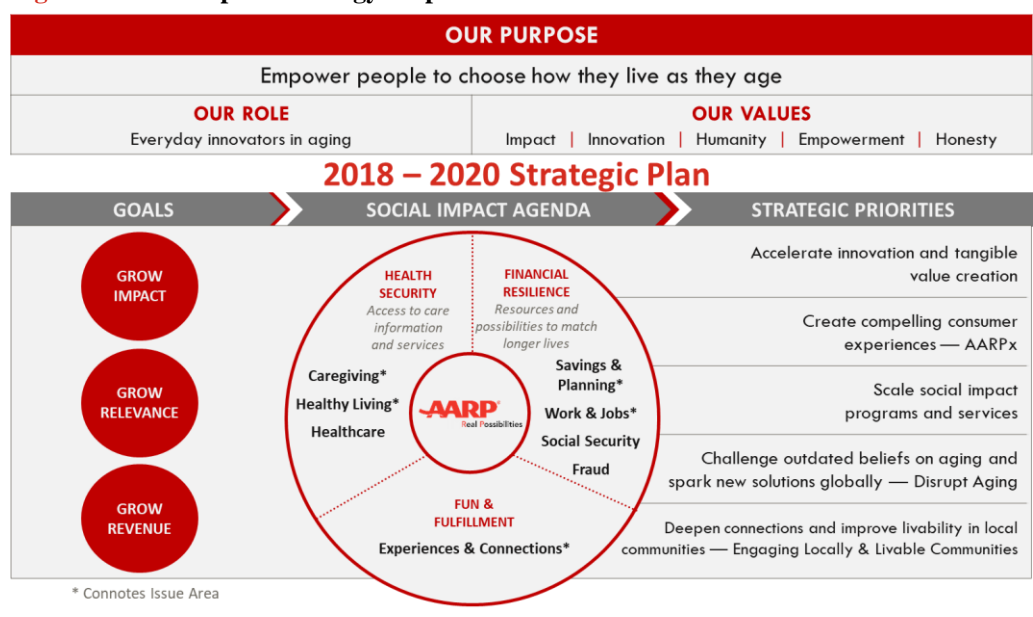 OUR PURPOSE
Empower people to choose how they live as they age
OUR ROLE
Everyday innovators in aging
OUR VALUES
Impact | Innovation | Humanity | Empowerment | Honesty
2018 – 2020 Strategic Plan
GOALS
SOCIAL IMPACT AGENDA
STRATEGIC PRIORITIES
GROW
IMPACT
GROW
RELEVANCE
GROW
REVENUE
HEALTH
SECURITY
Access to care
information
and services
Caregiving*
Healthy Living*
Healthcare
FINANCIAL
RESILIENCE
Resources and
possibilities to match
longer lives
Savings &
Planning*
Work & Jobs*
Social Security
Fraud
AARP®
Real Possibilities
FUN &
FULFILLMENT
Experiences & Connections*
Accelerate innovation and tangible
value creation
Create compelling consumer
experiences — AARPx
Scale social impact
programs and services
Challenge outdated beliefs on aging and
spark new solutions globally — Disrupt Aging
Deepen connections and improve livability in local
communities — Engaging Locally & Livable Communities
* Connotes Issue Area